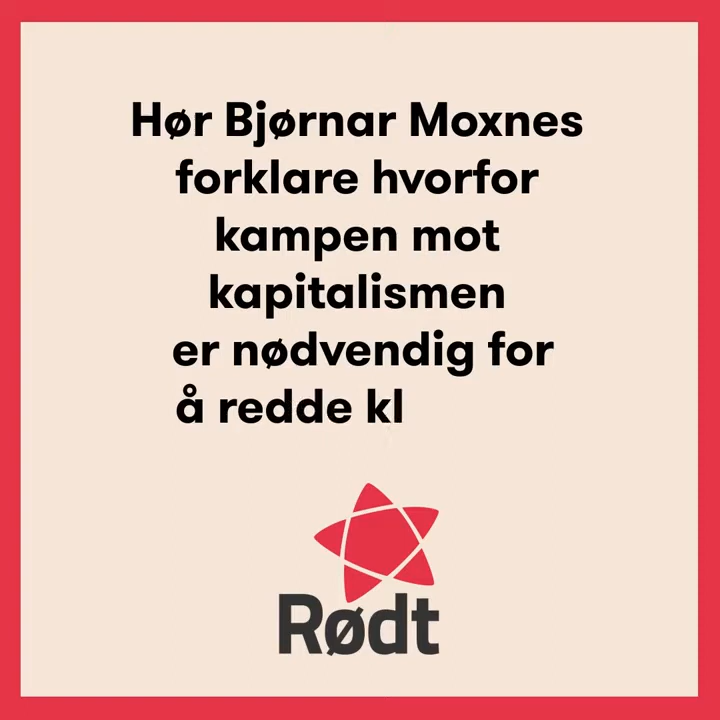 Hør Bjørnar Moxnes
forklare hvorfor
kampen mot
kapitalismen
er nødvendig for
å redde kl
Rødt